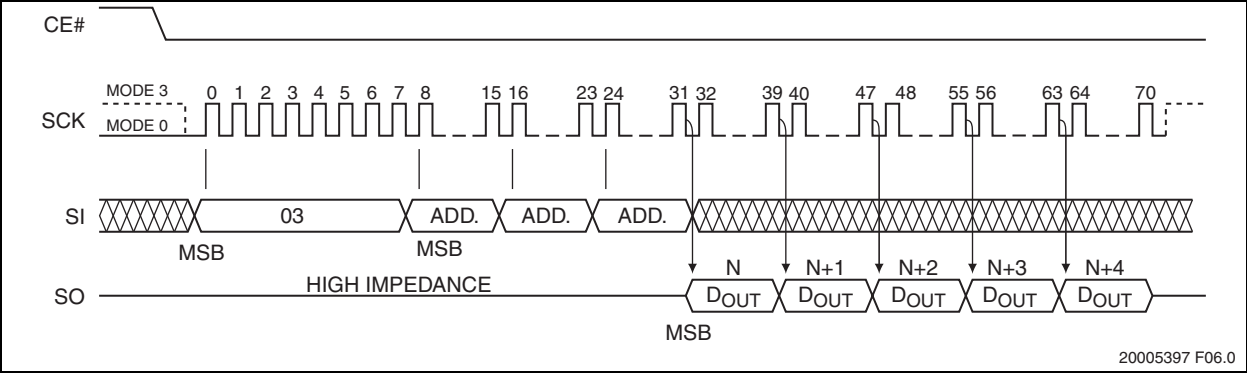 CE#
MODE 3
0 1 2 3 4 5 6 7 8 15 16 23 24 31 32 39 40 47 48 55 56 63 64 70
SCK
MODE 0
SI
03
ADD.
ADD.
ADD.
MSB
MSB
N
N+1
N+2
N+3
N+4
HIGH IMPEDANCE
SO
DOUT
DOUT
DOUT
DOUT
DOUT
MSB
20005397 F06.0